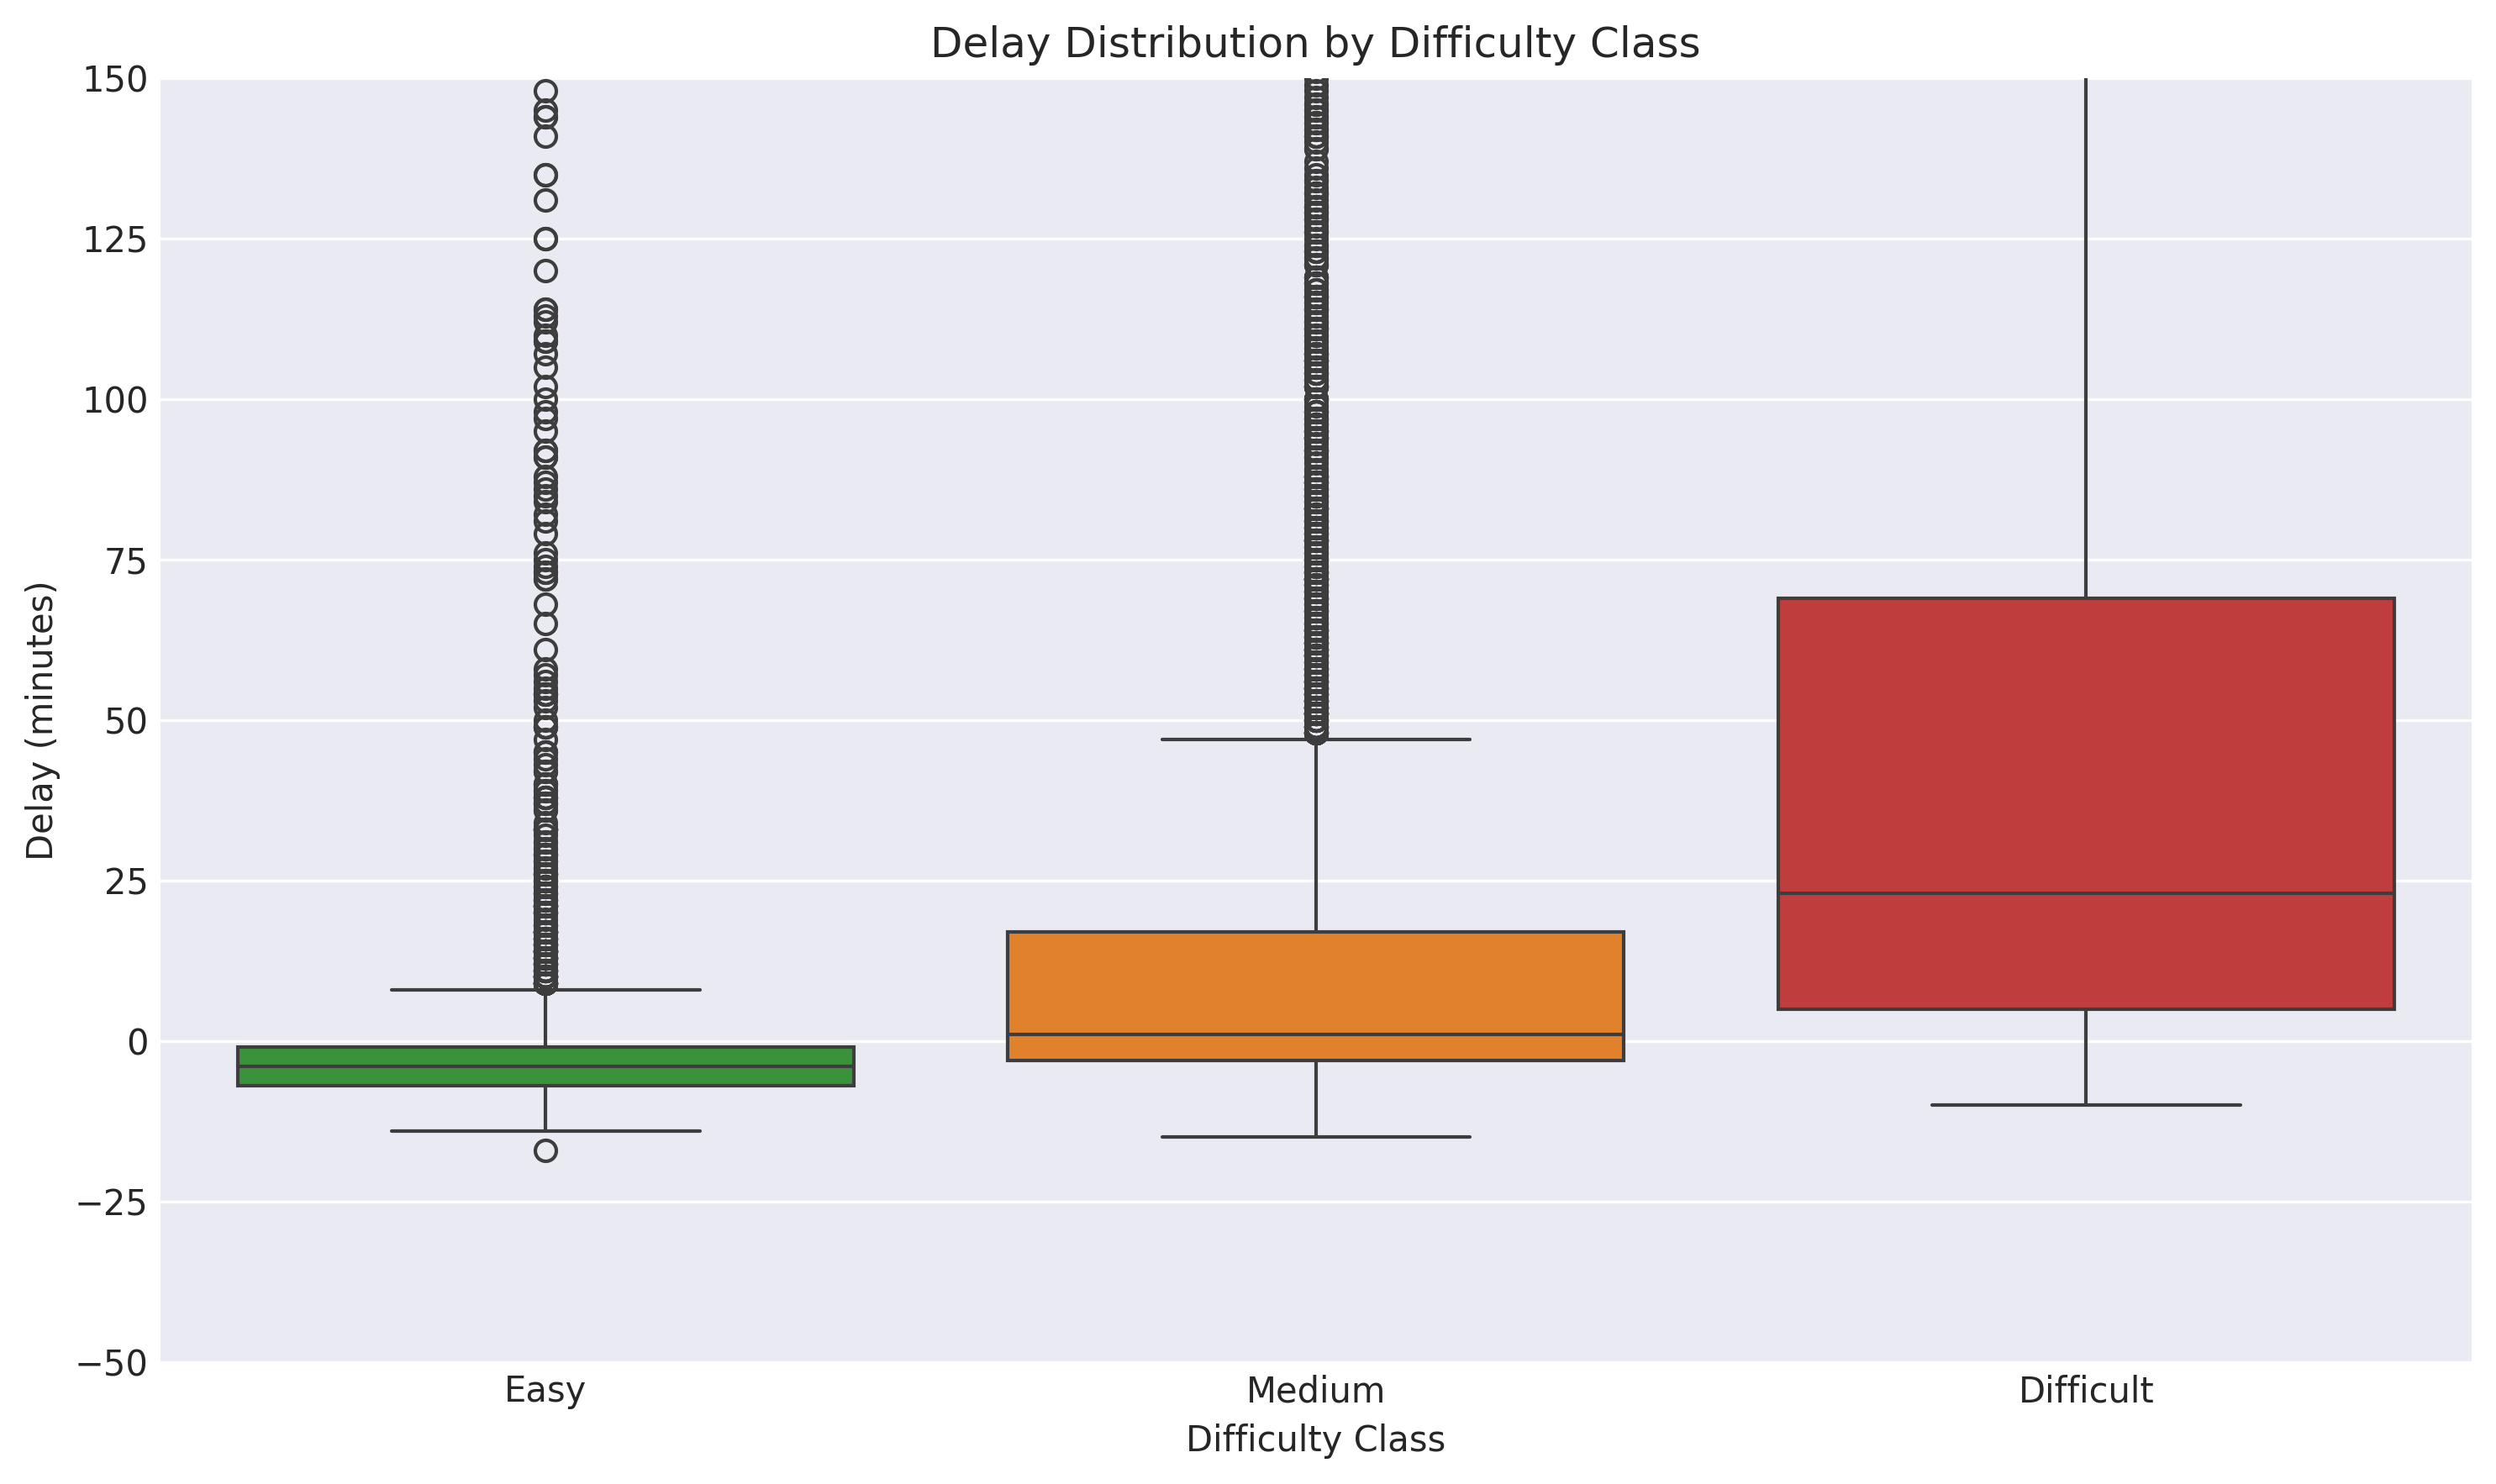 Delay Distribution by Difficulty Class
150
125
100
75
50
25
0
−25
−50
Delay (minutes)
Easy
Medium
Difficult
Difficulty Class